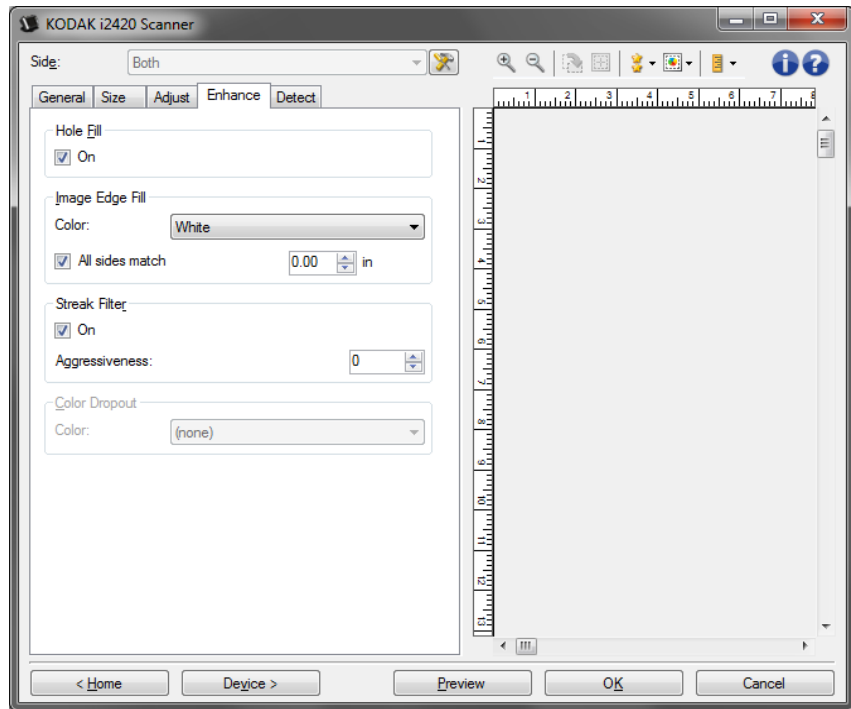 KODAK i2420 Scanner
Side: Both
General Size Adjust Enhance Detect
Hole Fill
On
Image Edge Fill
Color: White
All sides match 0.00 in
Streak Filter
On
Aggressiveness: 0
Color Dropout
Color: (none)
1 2 3 4 5 6 7 8
1
2
3
4
5
6
7
8
9
10
11
12
13
< Home Device > Preview OK Cancel